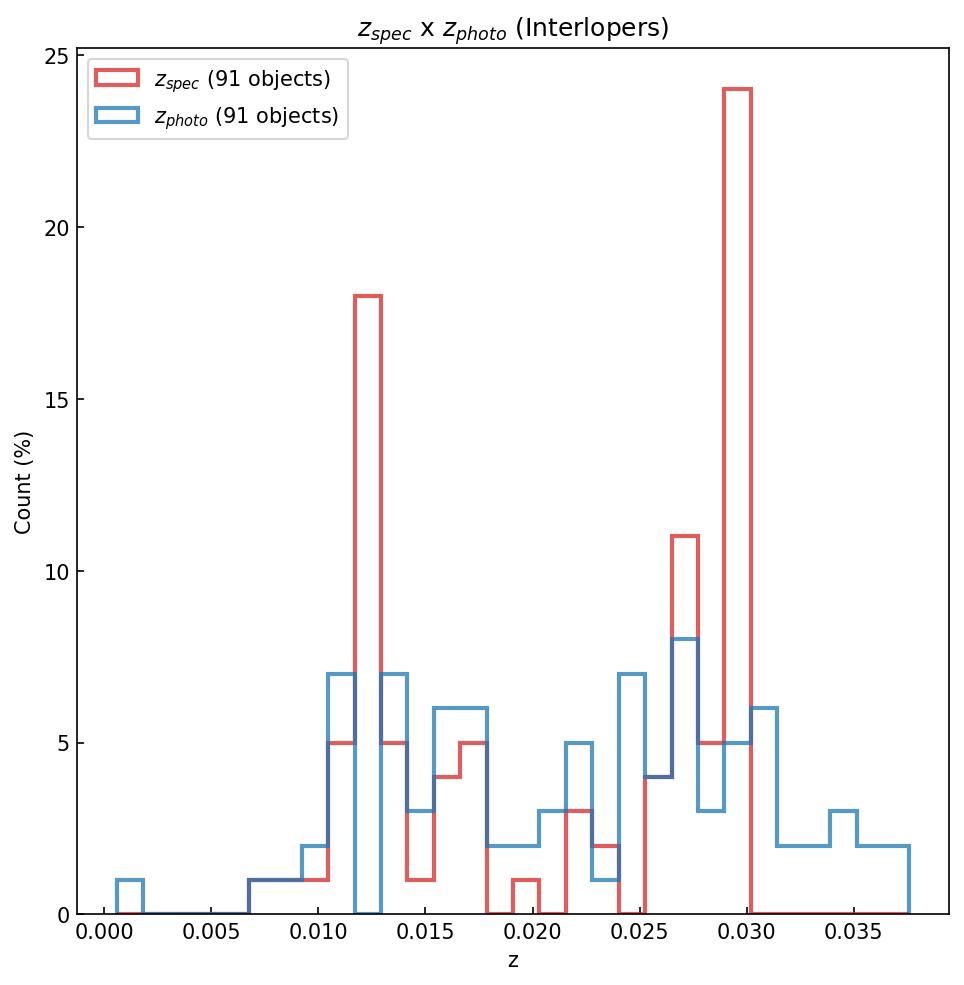 z_spec x z_photo (Interlopers)
z_spec (91 objects)
z_photo (91 objects)
Count (%)
25
20
15
10
5
0
0.000 0.005 0.010 0.015 0.020 0.025 0.030 0.035
z